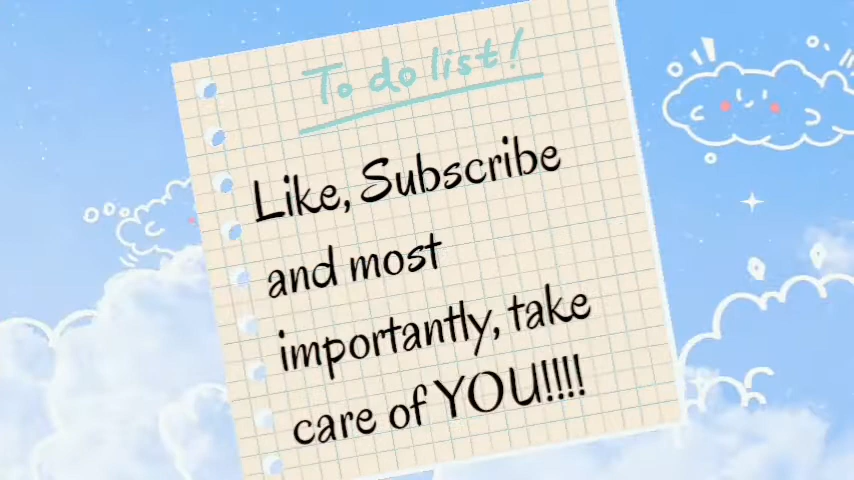 To do list!
Like, Subscribe
and most
importantly, take
care of YOU!!!!